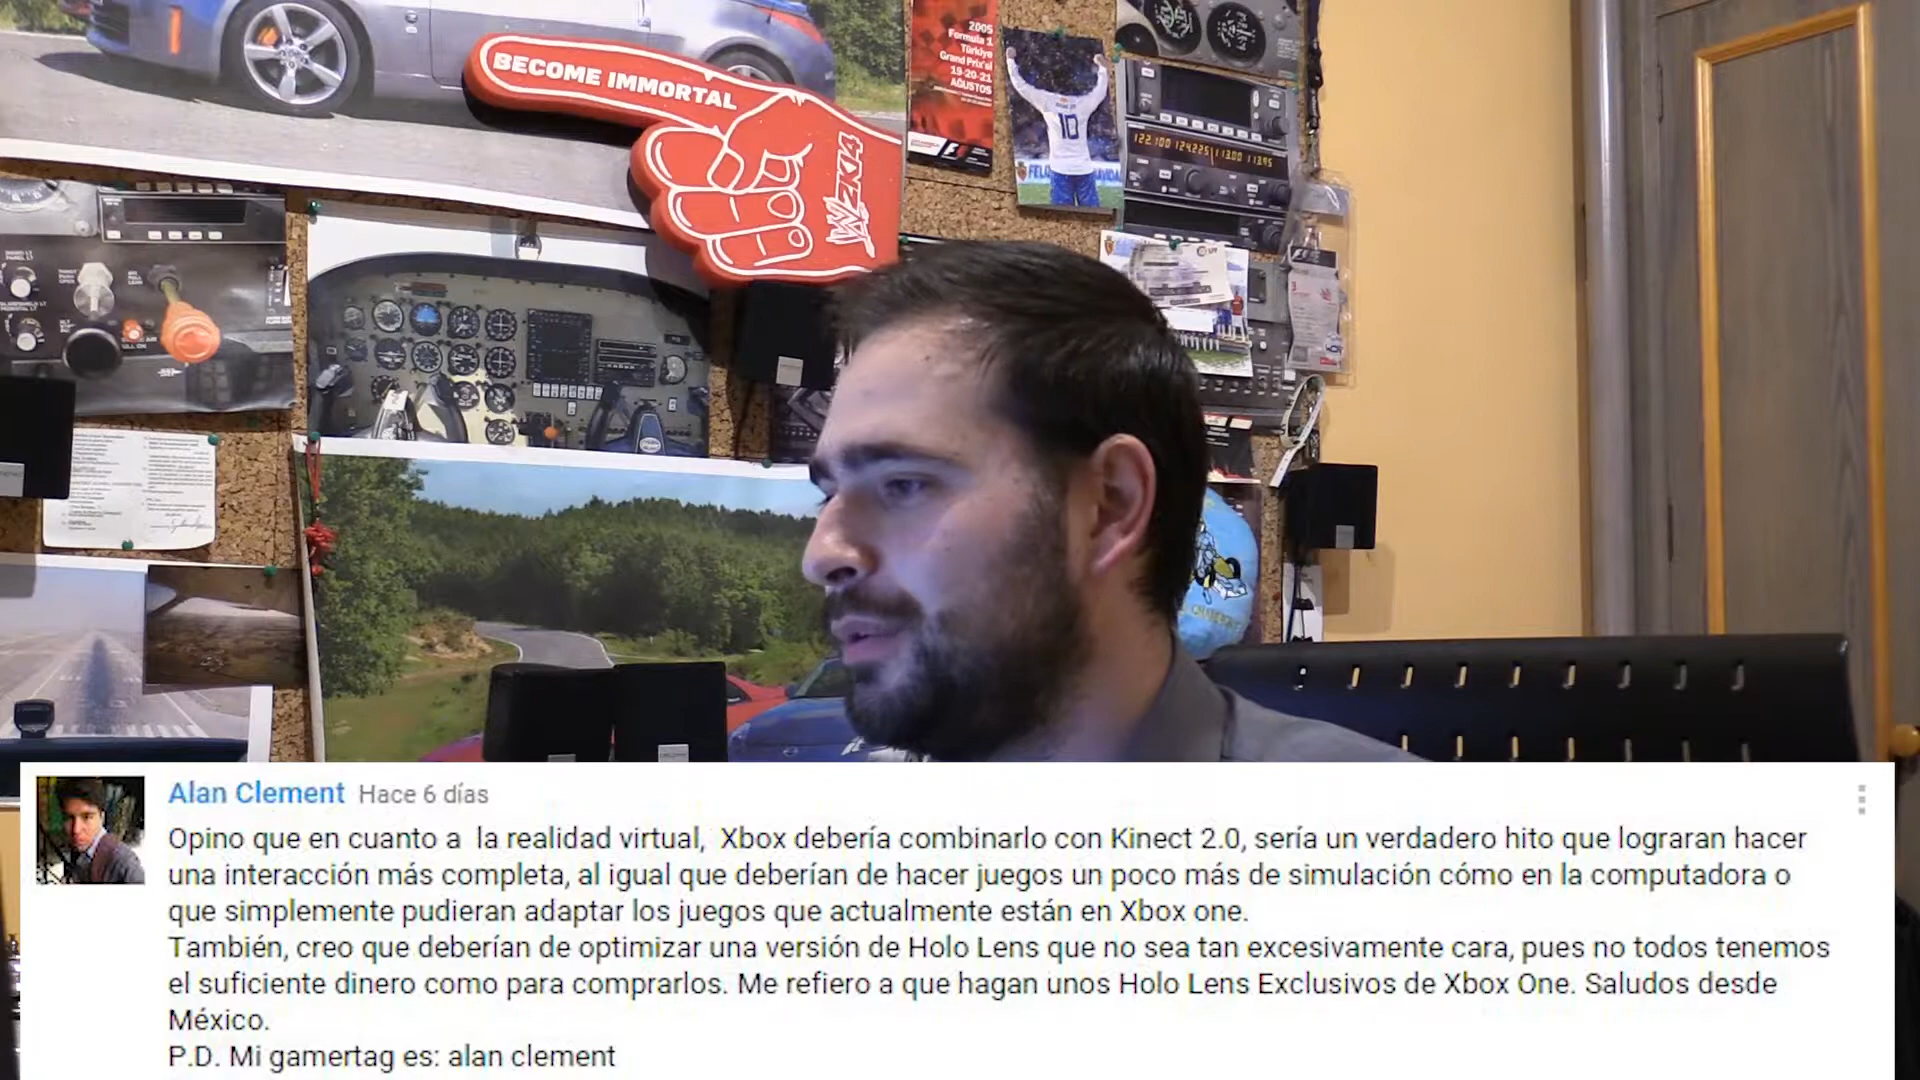 BECOME IMMORTAL
W2K14
2005
Formula 1
Türkiye
Grand Prix'si
19-20-21
AĞUSTOS
10
122.100 124.225 113.00 113.95
Alan Clement Hace 6 días
Opino que en cuanto a la realidad virtual, Xbox debería combinarlo con Kinect 2.0, sería un verdadero hito que lograran hacer
una interacción más completa, al igual que deberían de hacer juegos un poco más de simulación cómo en la computadora o
que simplemente pudieran adaptar los juegos que actualmente están en Xbox one.
También, creo que deberían de optimizar una versión de Holo Lens que no sea tan excesivamente cara, pues no todos tenemos
el suficiente dinero como para comprarlos. Me refiero a que hagan unos Holo Lens Exclusivos de Xbox One. Saludos desde
México.
P.D. Mi gamertag es: alan clement